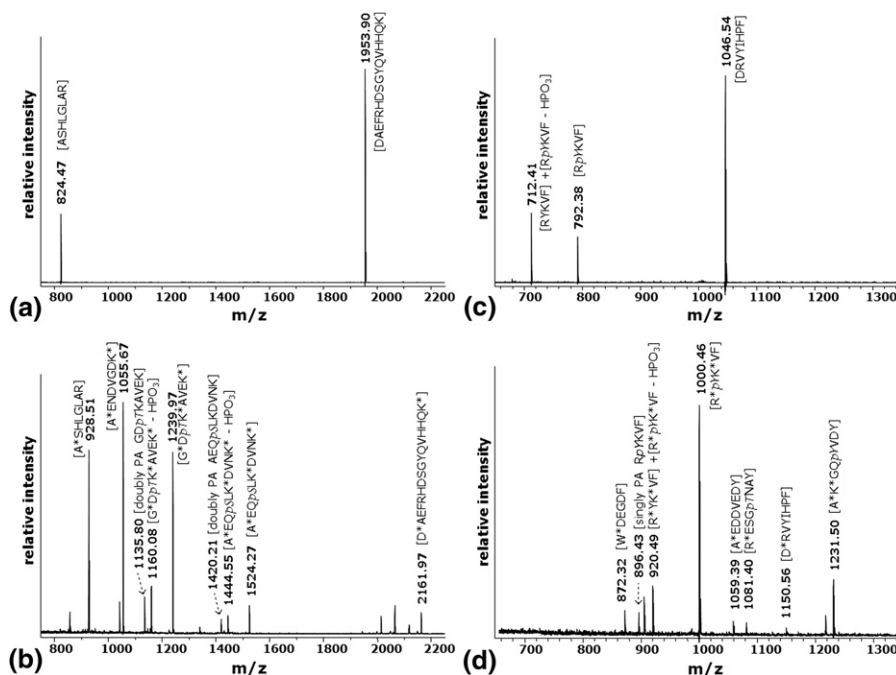 relative intensity
824.47 [ASHLGLAR]
1953.90
[DAEFRHDSGYQVHHQK]
800 1000 1200 1400 1600 1800 2000 2200
m/z
(a)
relative intensity
712.41
[RYKVF] +[RpYKVF - HPO3]
792.38 [RpYKVF]
1046.54
[DRVYIHPF]
700 800 900 1000 1100 1200 1300
m/z
(c)
relative intensity
[A*SHLGLAR]
928.51
[A*ENDVGDK*]
1055.67
1135.80 [doubly PA GDpTKAVEK]
1160.08 [G*DpTK*AVEK* - HPO3]
1239.97
[G*DpTK*AVEK*]
1420.21 [doubly PA AEQpSLKDVNK]
1444.55 [A*EQpSLK*DVNK* - HPO3]
1524.27 [A*EQpSLK*DVNK*]
2161.97 [D*AEFRHDSGYQVHHQK*]
800 1000 1200 1400 1600 1800 2000 2200
m/z
(b)
relative intensity
872.32 [W*DEGDF]
896.43 [singly PA RpYKVF]
920.49 [R*YK*VF] +[R*pYK*VF - HPO3]
1000.46
[R*pYK*VF]
1059.39 [A*EDDVEDY]
1081.40 [R*ESGpTNAY]
1150.56 [D*RVYIHPF]
1231.50 [A*K*GQpYVDY]
700 800 900 1000 1100 1200 1300
m/z
(d)